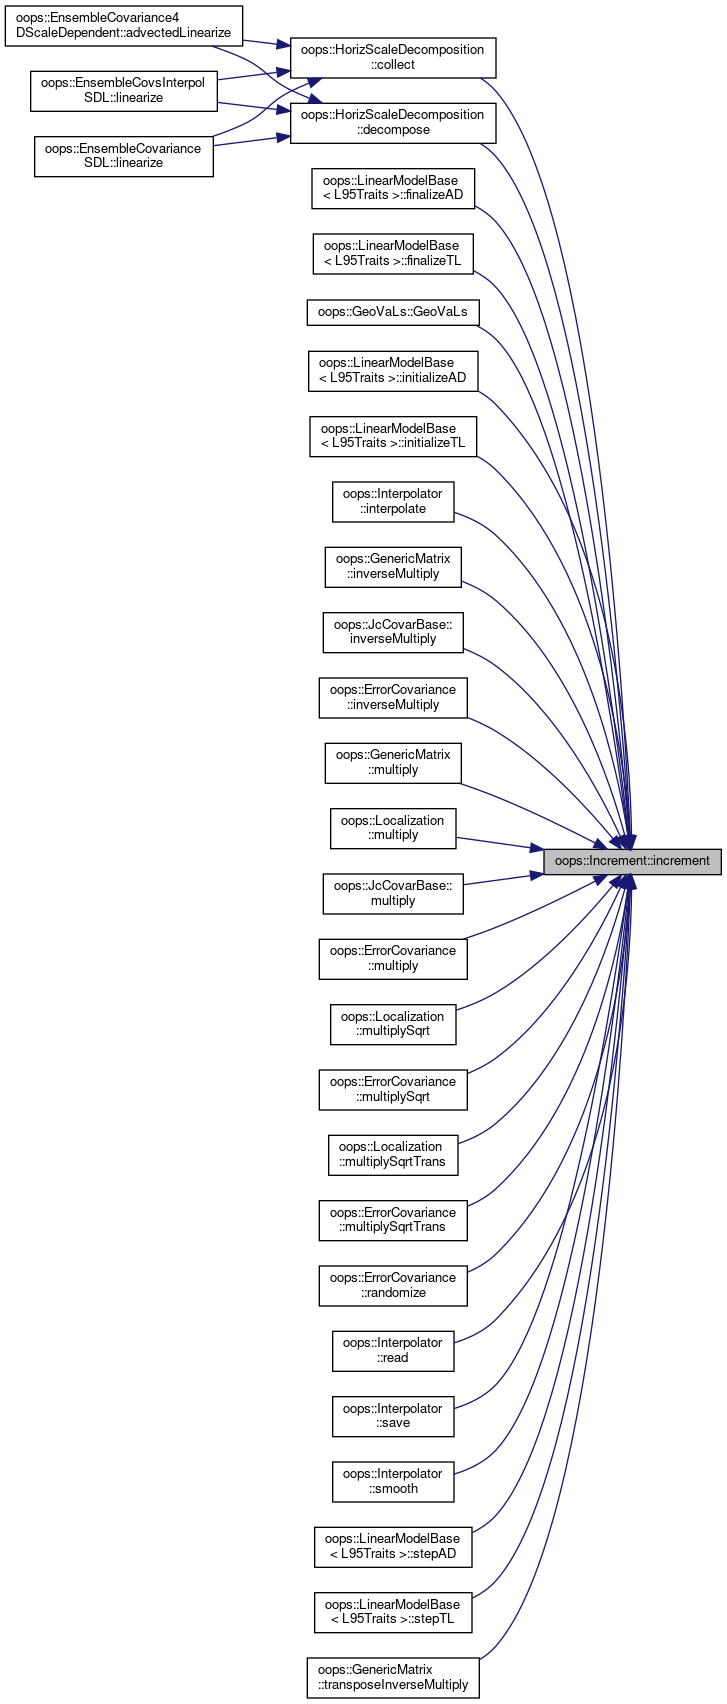 oops::EnsembleCovariance4
DScaleDependent::advectedLinearize
oops::EnsembleCovsInterpol
SDL::linearize
oops::EnsembleCovariance
SDL::linearize
oops::HorizScaleDecomposition
::collect
oops::HorizScaleDecomposition
::decompose
oops::LinearModelBase
< L95Traits >::finalizeAD
oops::LinearModelBase
< L95Traits >::finalizeTL
oops::GeoVaLs::GeoVaLs
oops::LinearModelBase
< L95Traits >::initializeAD
oops::LinearModelBase
< L95Traits >::initializeTL
oops::Interpolator
::interpolate
oops::GenericMatrix
::inverseMultiply
oops::JcCovarBase::
inverseMultiply
oops::ErrorCovariance
::inverseMultiply
oops::GenericMatrix
::multiply
oops::Localization
::multiply
oops::JcCovarBase::
multiply
oops::ErrorCovariance
::multiply
oops::Localization
::multiplySqrt
oops::ErrorCovariance
::multiplySqrt
oops::Localization
::multiplySqrtTrans
oops::ErrorCovariance
::multiplySqrtTrans
oops::ErrorCovariance
::randomize
oops::Interpolator
::read
oops::Interpolator
::save
oops::Interpolator
::smooth
oops::LinearModelBase
< L95Traits >::stepAD
oops::LinearModelBase
< L95Traits >::stepTL
oops::GenericMatrix
::transposeInverseMultiply
oops::Increment::increment